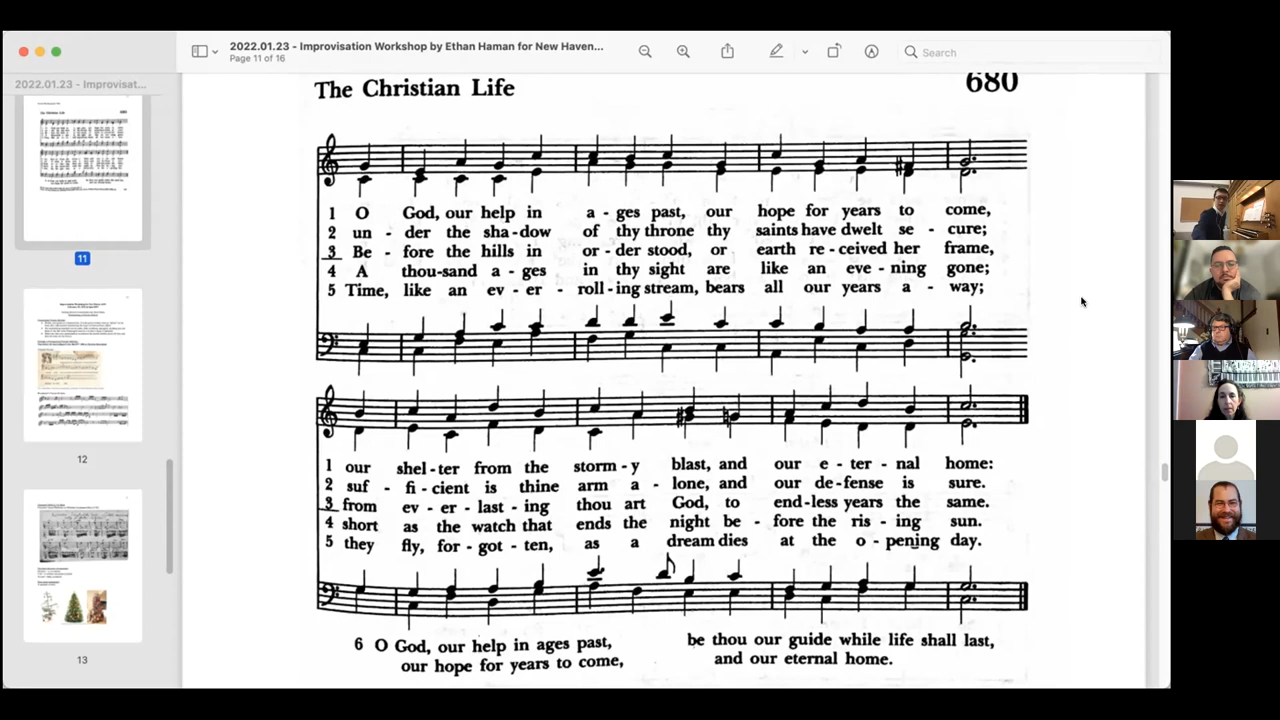 2022.01.23 - Improvisation Workshop by Ethan Haman for New Haven...
Page 11 of 16
Search
2022.01.23 - Improvisat...
11
12
13
The Christian Life
680
1 O God, our help in a - ges past, our hope for years to come,
2 un - der the sha - dow of thy throne thy saints have dwelt se - cure;
3 Be - fore the hills in or - der stood, or earth re - ceived her frame,
4 A thou - sand a - ges in thy sight are like an eve - ning gone;
5 Time, like an ev - er - roll - ing stream, bears all our years a - way;
1 our shel - ter from the storm - y blast, and our e - ter - nal home:
2 suf - fi - cient is thine arm a - lone, and our de - fense is sure.
3 from ev - er - last - ing thou art God, to end - less years the same.
4 short as the watch that ends the night be - fore the ris - ing sun.
5 they fly, for - got - ten, as a dream dies at the o - pening day.
6 O God, our help in ages past, be thou our guide while life shall last,
our hope for years to come, and our eternal home.